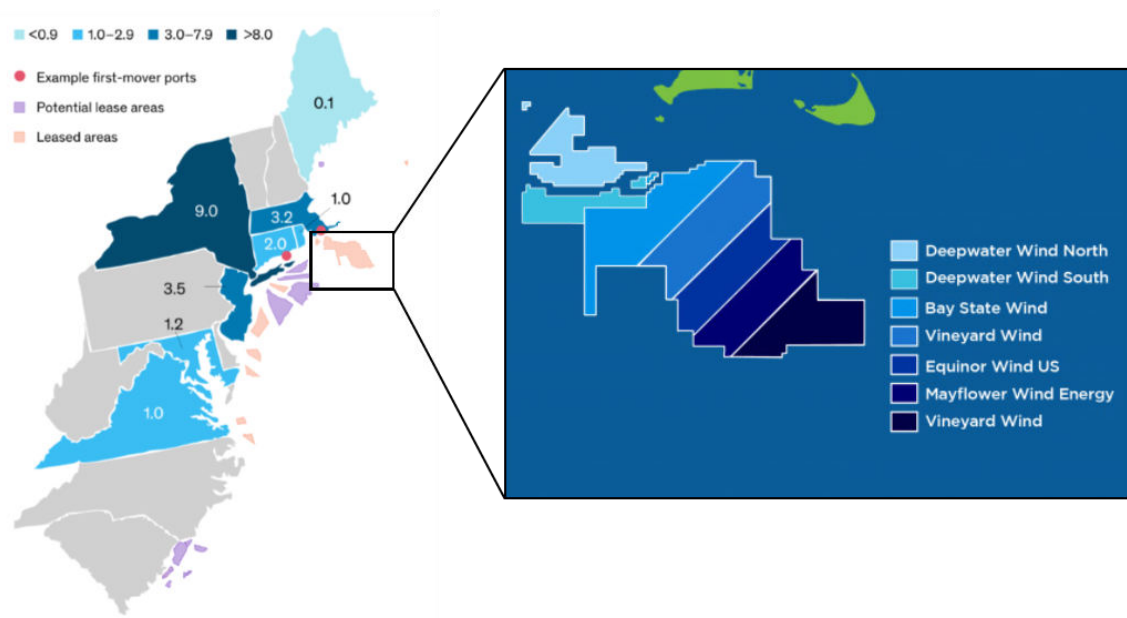 <0.9 1.0–2.9 3.0–7.9 >8.0
Example first-mover ports
Potential lease areas
Leased areas
0.1
1.0
9.0
3.2
2.0
3.5
1.2
1.0
Deepwater Wind North
Deepwater Wind South
Bay State Wind
Vineyard Wind
Equinor Wind US
Mayflower Wind Energy
Vineyard Wind